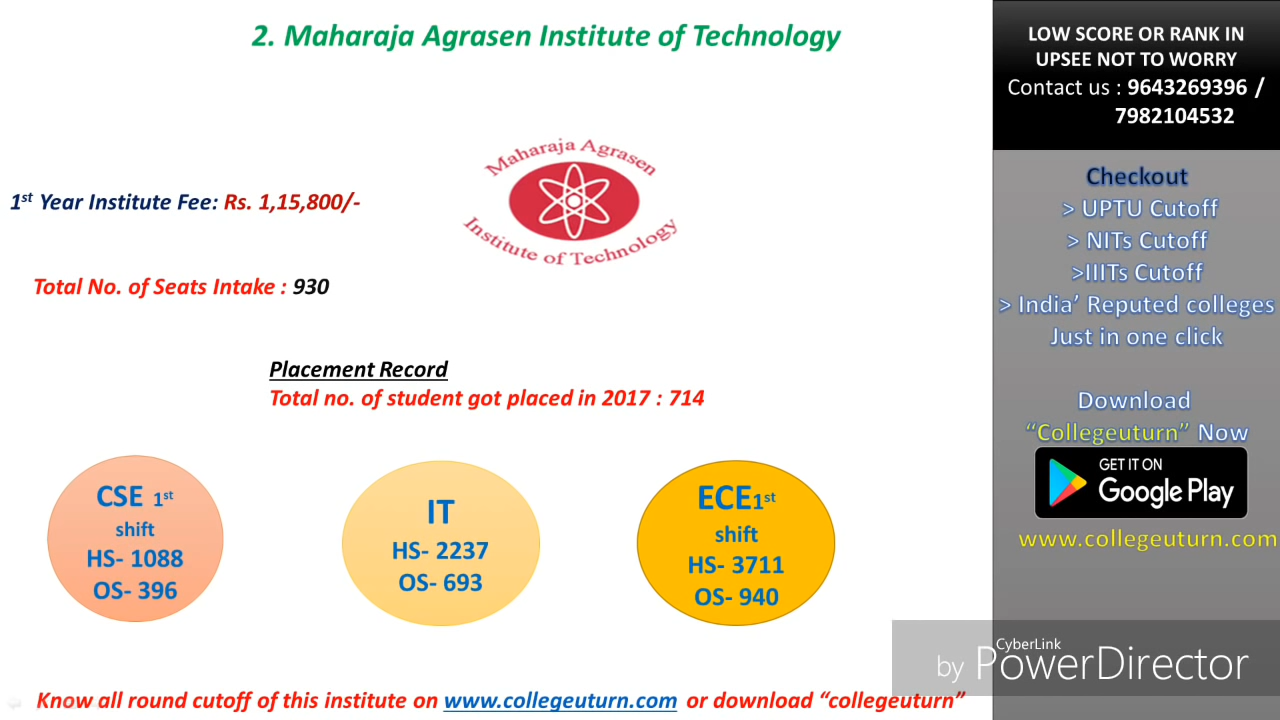 2. Maharaja Agrasen Institute of Technology
Maharaja Agrasen
Institute of Technology
1st Year Institute Fee: Rs. 1,15,800/-
Total No. of Seats Intake : 930
Placement Record
Total no. of student got placed in 2017 : 714
CSE 1st
shift
HS- 1088
OS- 396
IT
HS- 2237
OS- 693
ECE1st
shift
HS- 3711
OS- 940
Know all round cutoff of this institute on www.collegeuturn.com or download “collegeuturn”
LOW SCORE OR RANK IN
UPSEE NOT TO WORRY
Contact us : 9643269396 /
7982104532
Checkout
> UPTU Cutoff
> NITs Cutoff
>IIITs Cutoff
> India’ Reputed colleges
Just in one click
Download
“Collegeuturn” Now
GET IT ON
Google Play
www.collegeuturn.com
CyberLink
by PowerDirector